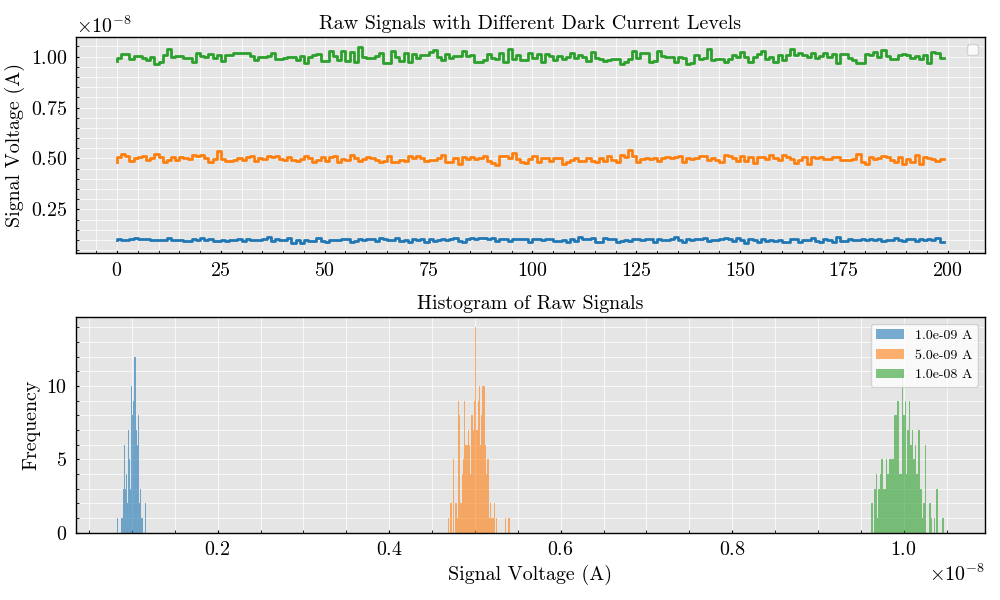 Raw Signals with Different Dark Current Levels
×10⁻⁸
Signal Voltage (A)
1.00
0.75
0.50
0.25
0 25 50 75 100 125 150 175 200
Histogram of Raw Signals
Frequency
10
5
0
1.0e-09 A
5.0e-09 A
1.0e-08 A
0.2 0.4 0.6 0.8 1.0
Signal Voltage (A)
×10⁻⁸